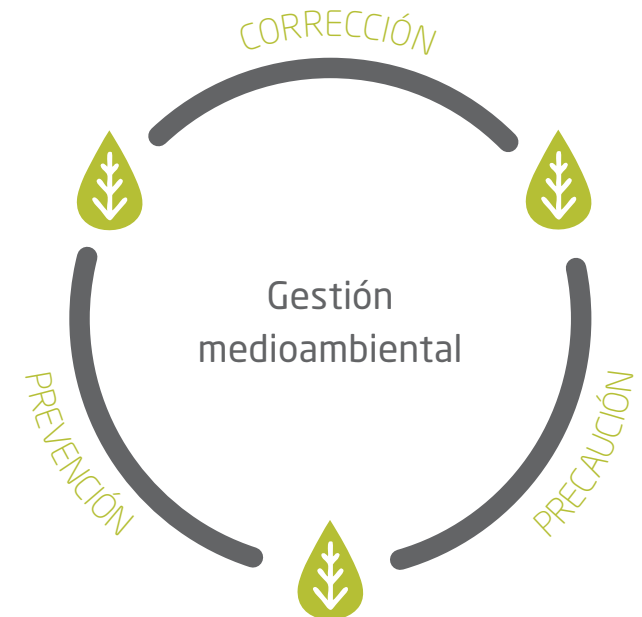 CORRECCIÓN
Gestión
medioambiental
PREVENCIÓN
PRECAUCIÓN